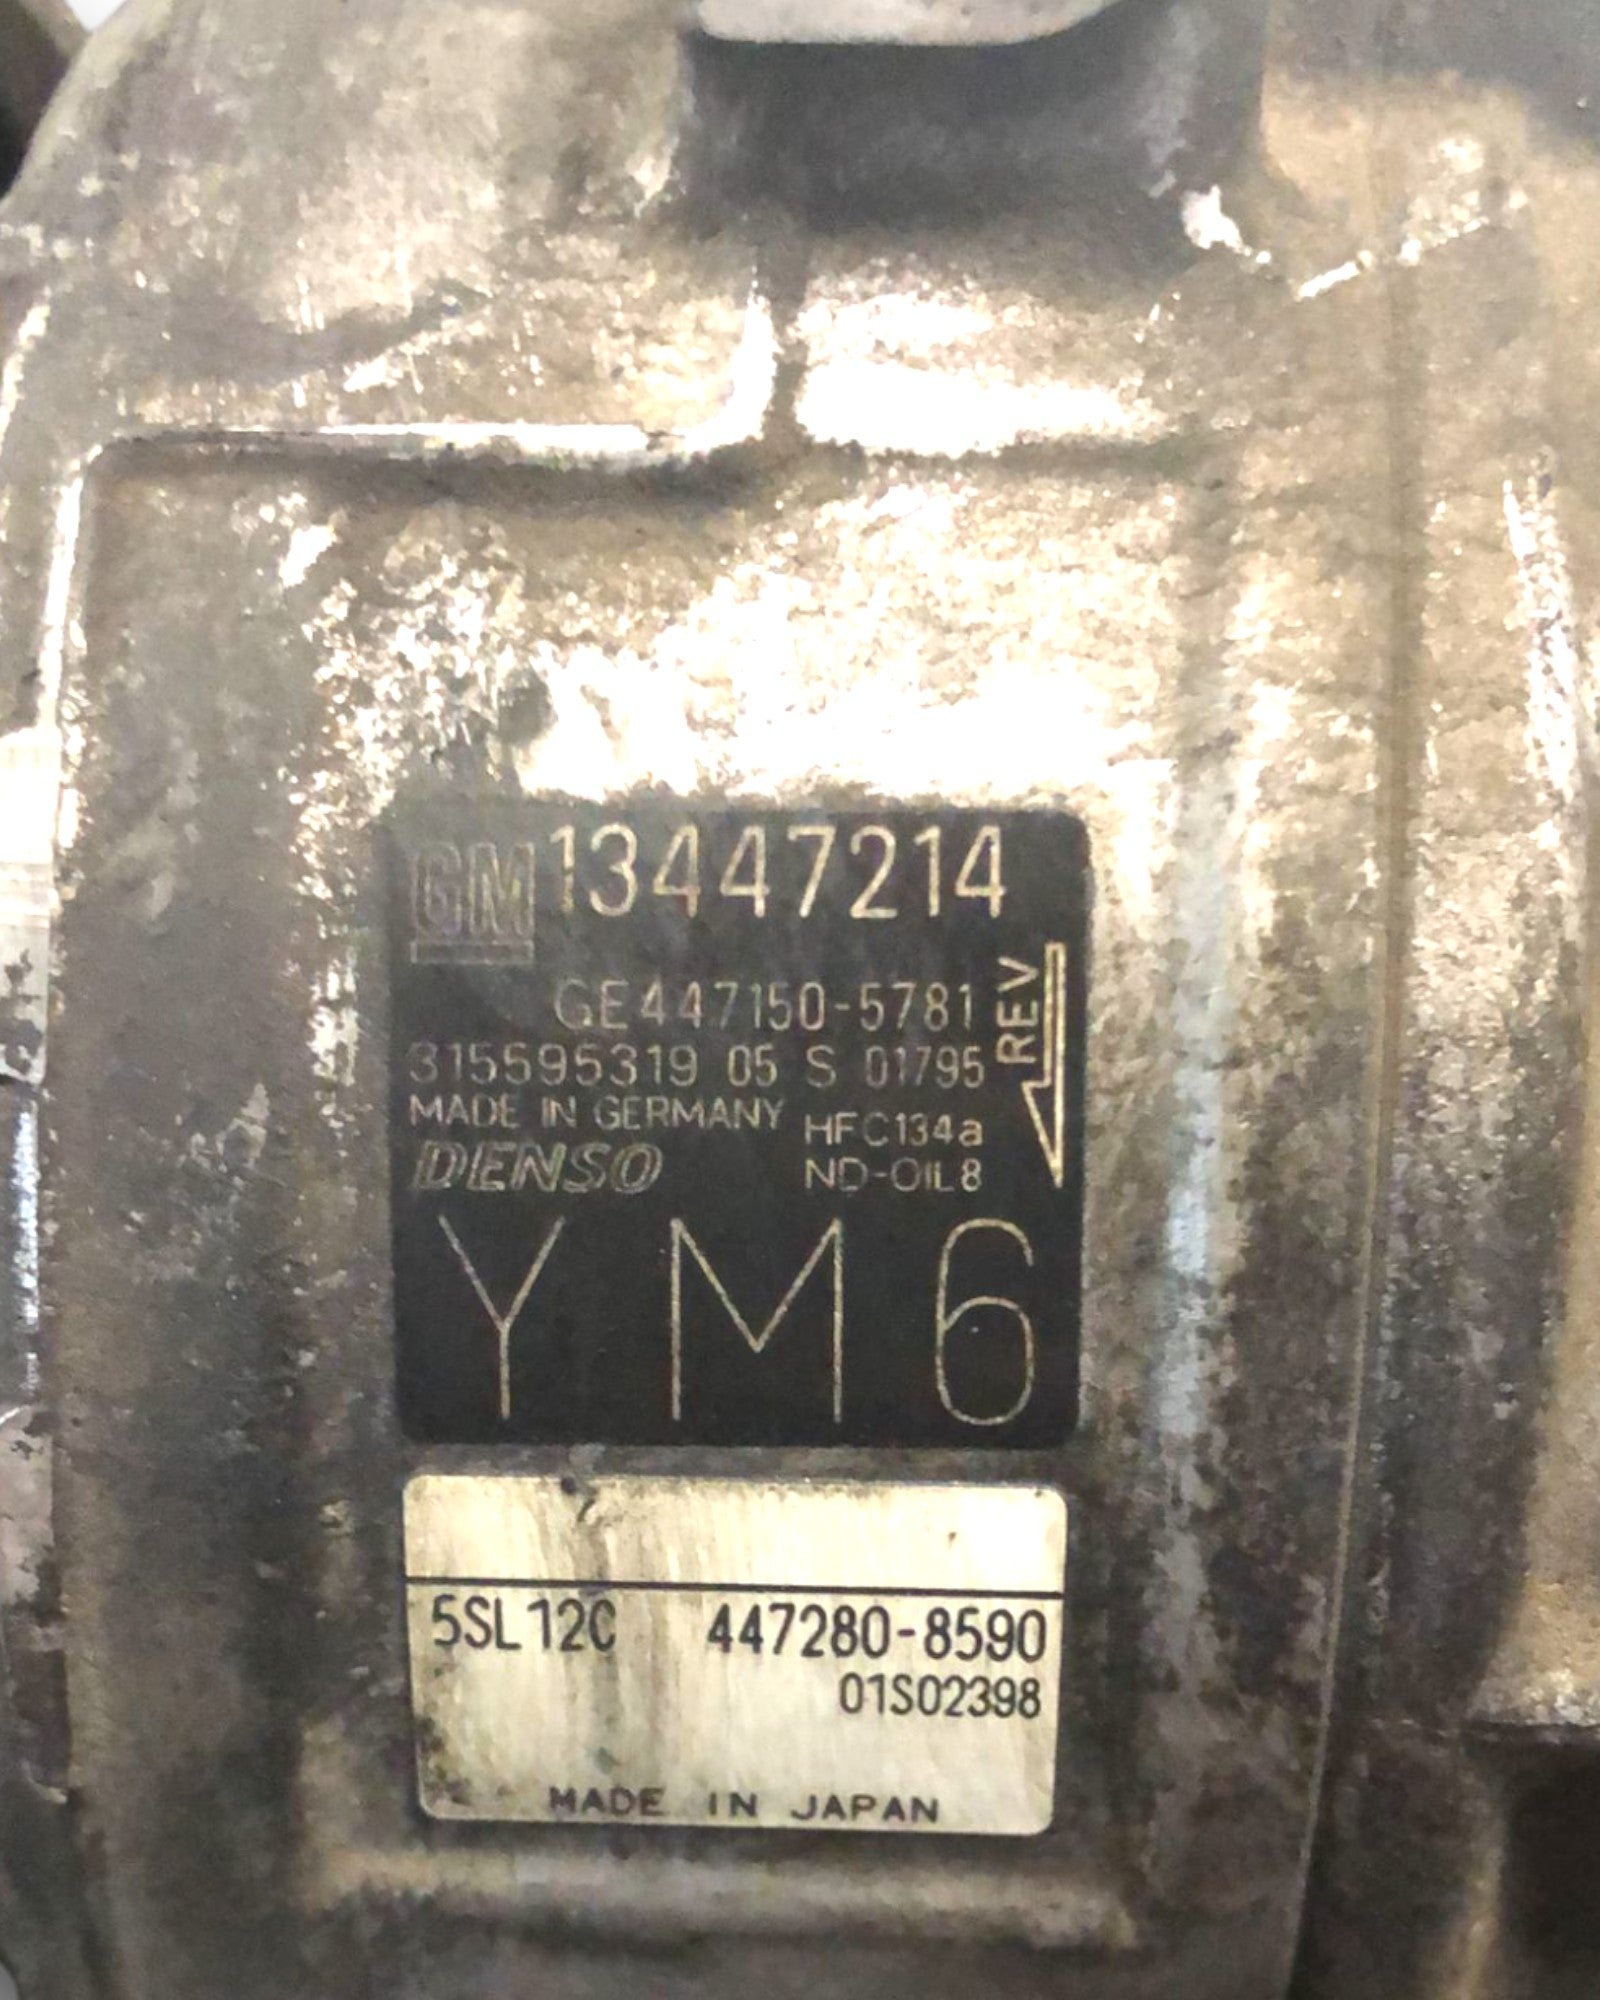 GM 13447214
GE447150-5781
315595319 05 S 01795
REV
MADE IN GERMANY
HFC134a
DENSO
ND-OIL8
YM6
5SL12C 447280-8590
01S02398
MADE IN JAPAN